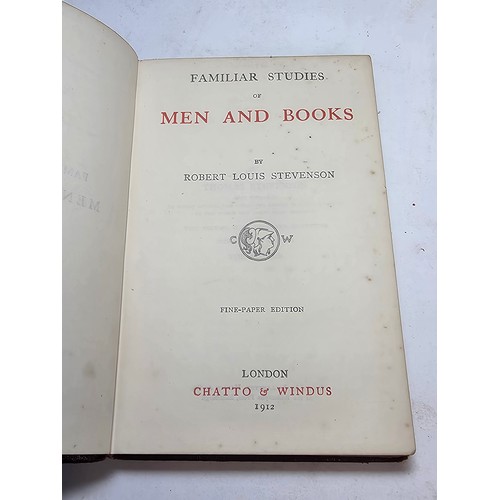 FAMILIAR STUDIES
OF
MEN AND BOOKS
BY
ROBERT LOUIS STEVENSON
C W
FINE-PAPER EDITION
LONDON
CHATTO & WINDUS
1912